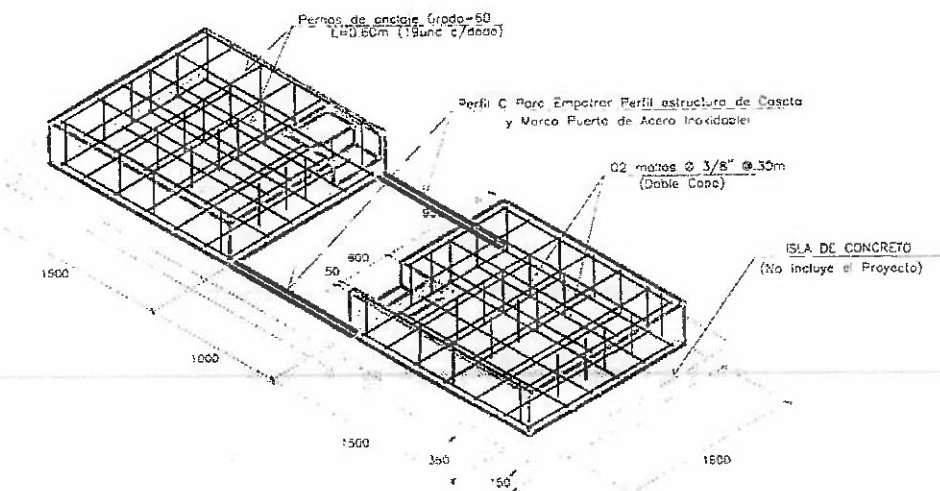 Pernos de anclaje Grado-60
L=0.60m (19und c/dado)
Perfil C Para Empotrar Perfil estructura de Caseta
y Marco Puerta de Acero Inoxidable
02 mallas Ø 3/8" @.30m
(Doble Capa)
ISLA DE CONCRETO
(No incluye el Proyecto)
600
50
1500
1000
1500
350
150
1600